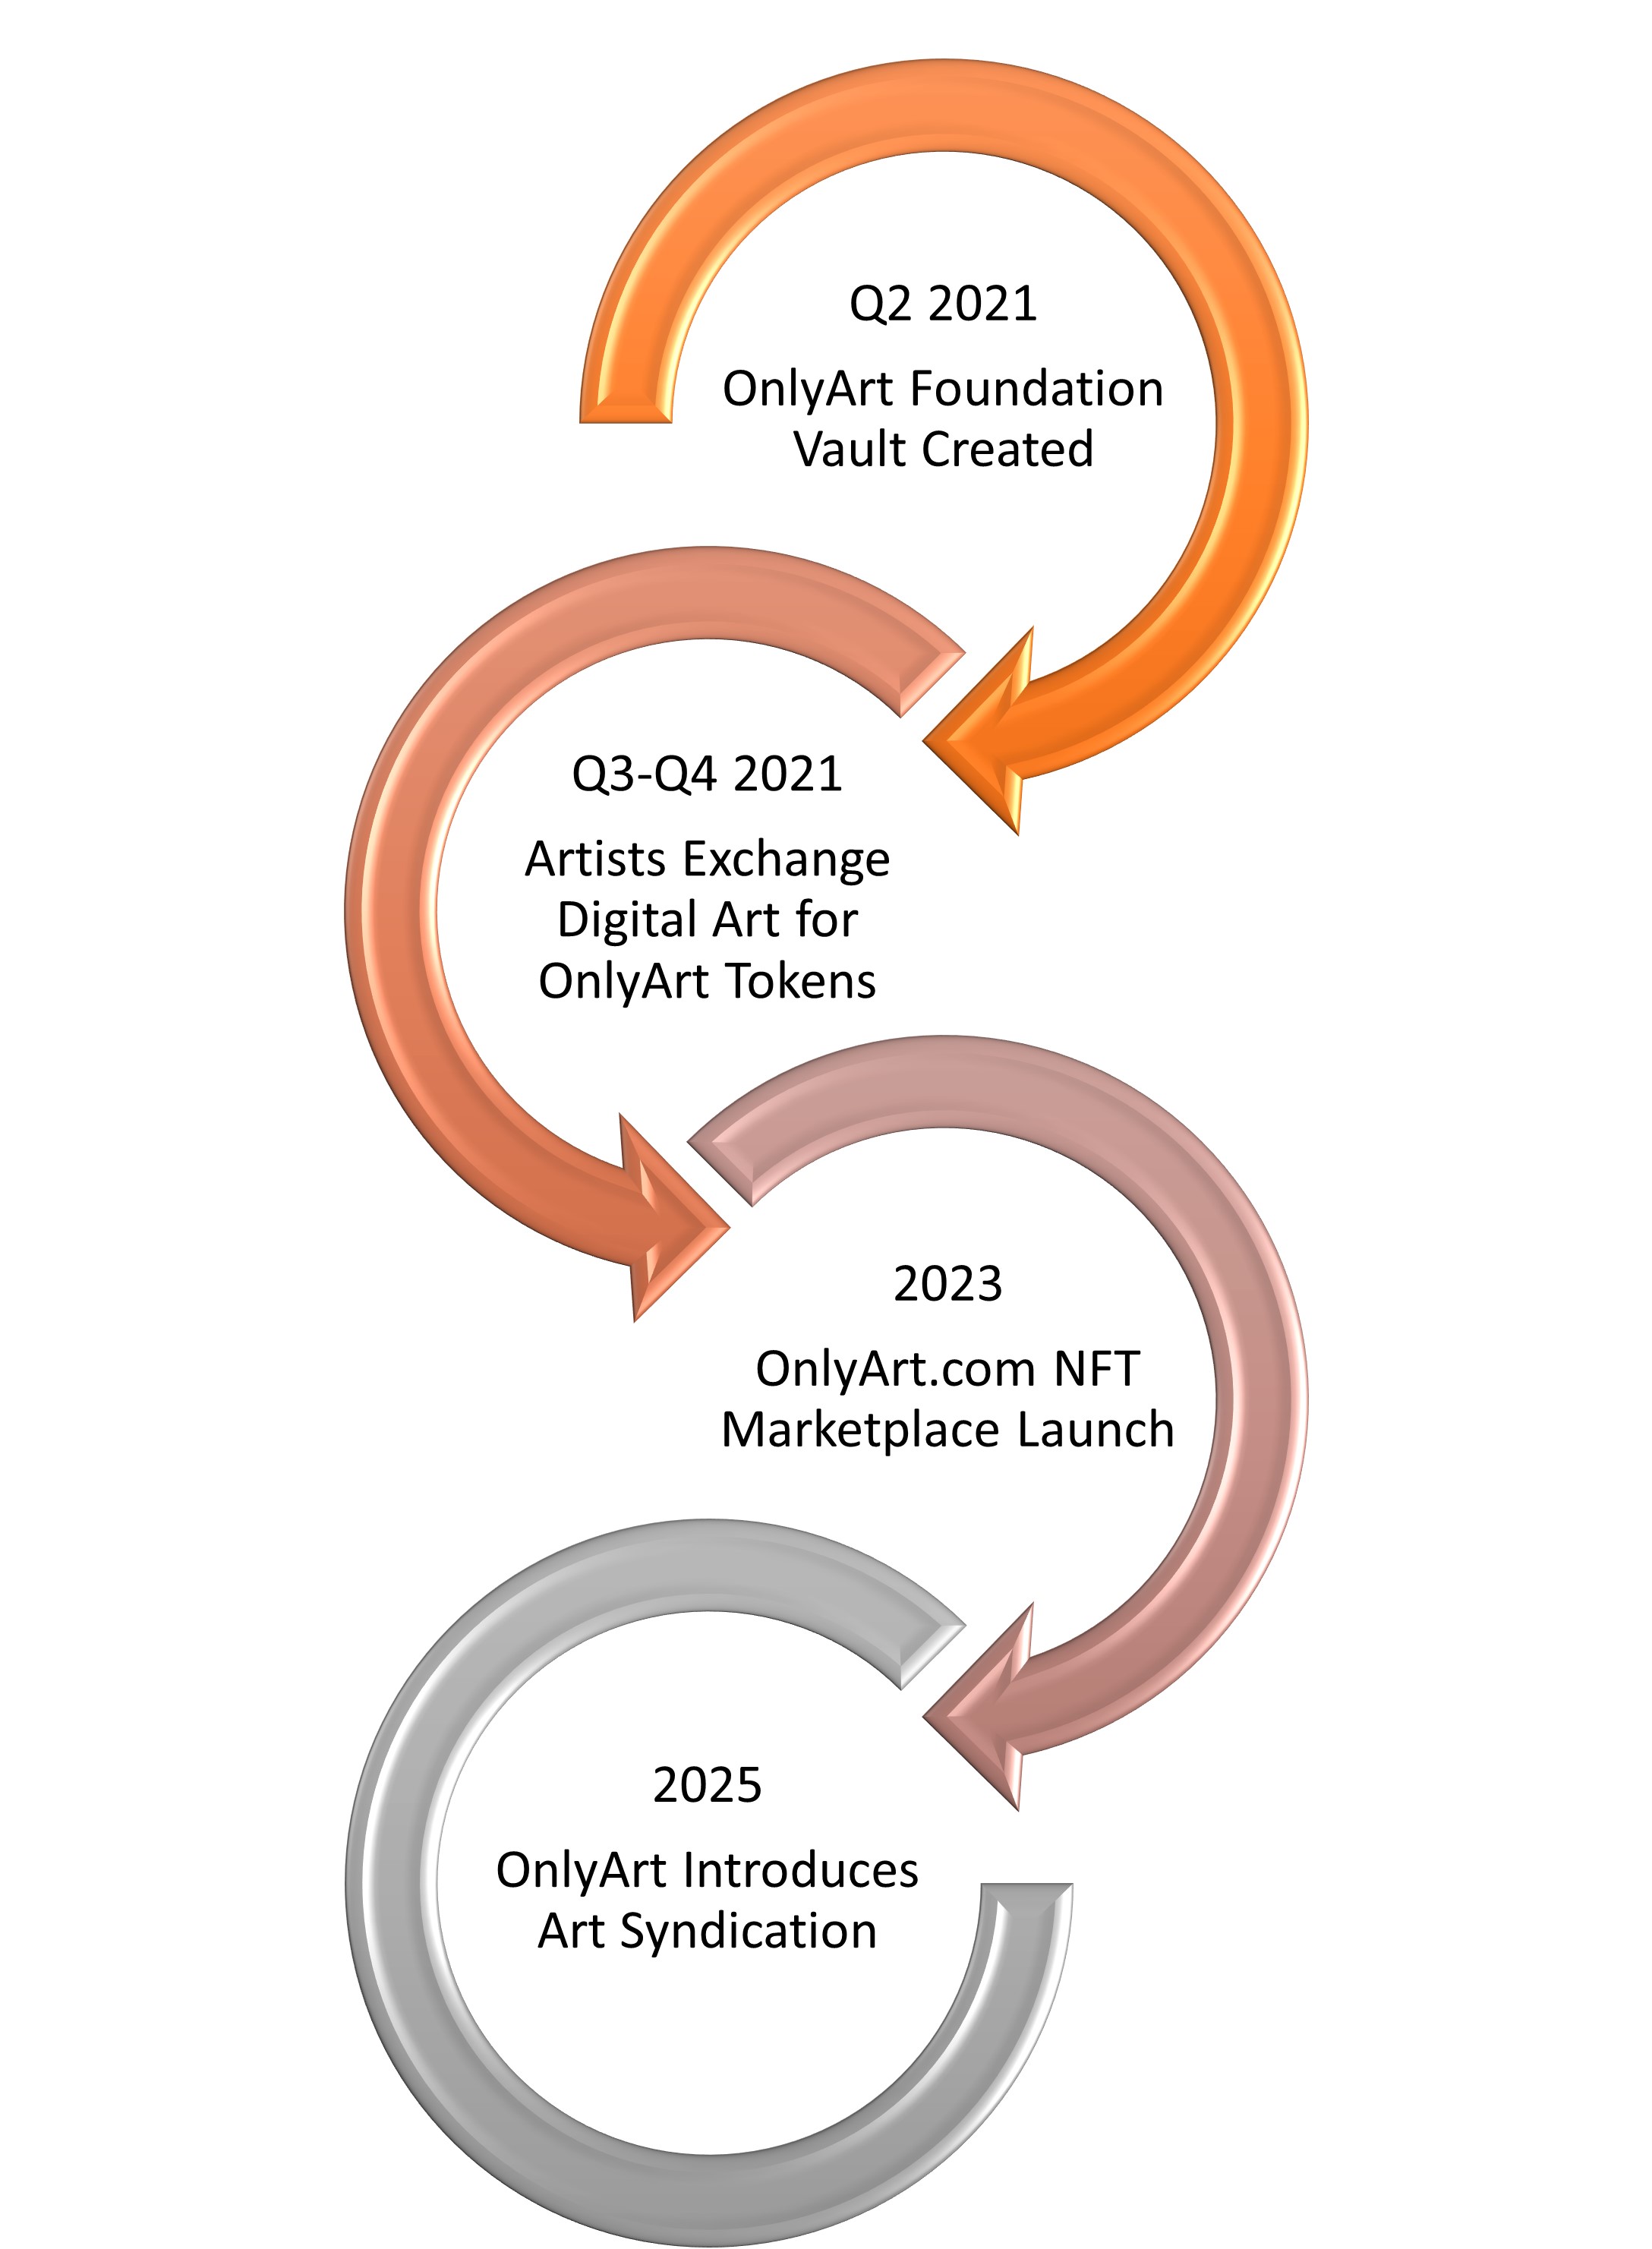 Q2 2021
OnlyArt Foundation
Vault Created
Q3-Q4 2021
Artists Exchange
Digital Art for
OnlyArt Tokens
2023
OnlyArt.com NFT
Marketplace Launch
2025
OnlyArt Introduces
Art Syndication